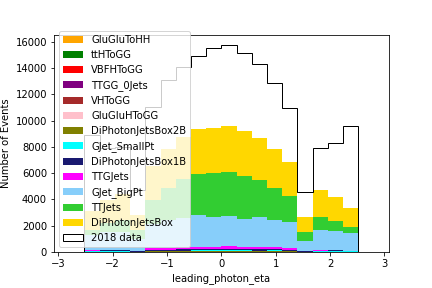 GluGluToHH
ttHToGG
VBFHToGG
TTGG_0Jets
VHToGG
GluGluHToGG
DiPhotonJetsBox2B
GJet_SmallPt
DiPhotonJetsBox1B
TTGJets
GJet_BigPt
TTJets
DiPhotonJetsBox
2018 data
Number of Events
16000
14000
12000
10000
8000
6000
4000
2000
0
−3 −2 −1 0 1 2 3
leading_photon_eta